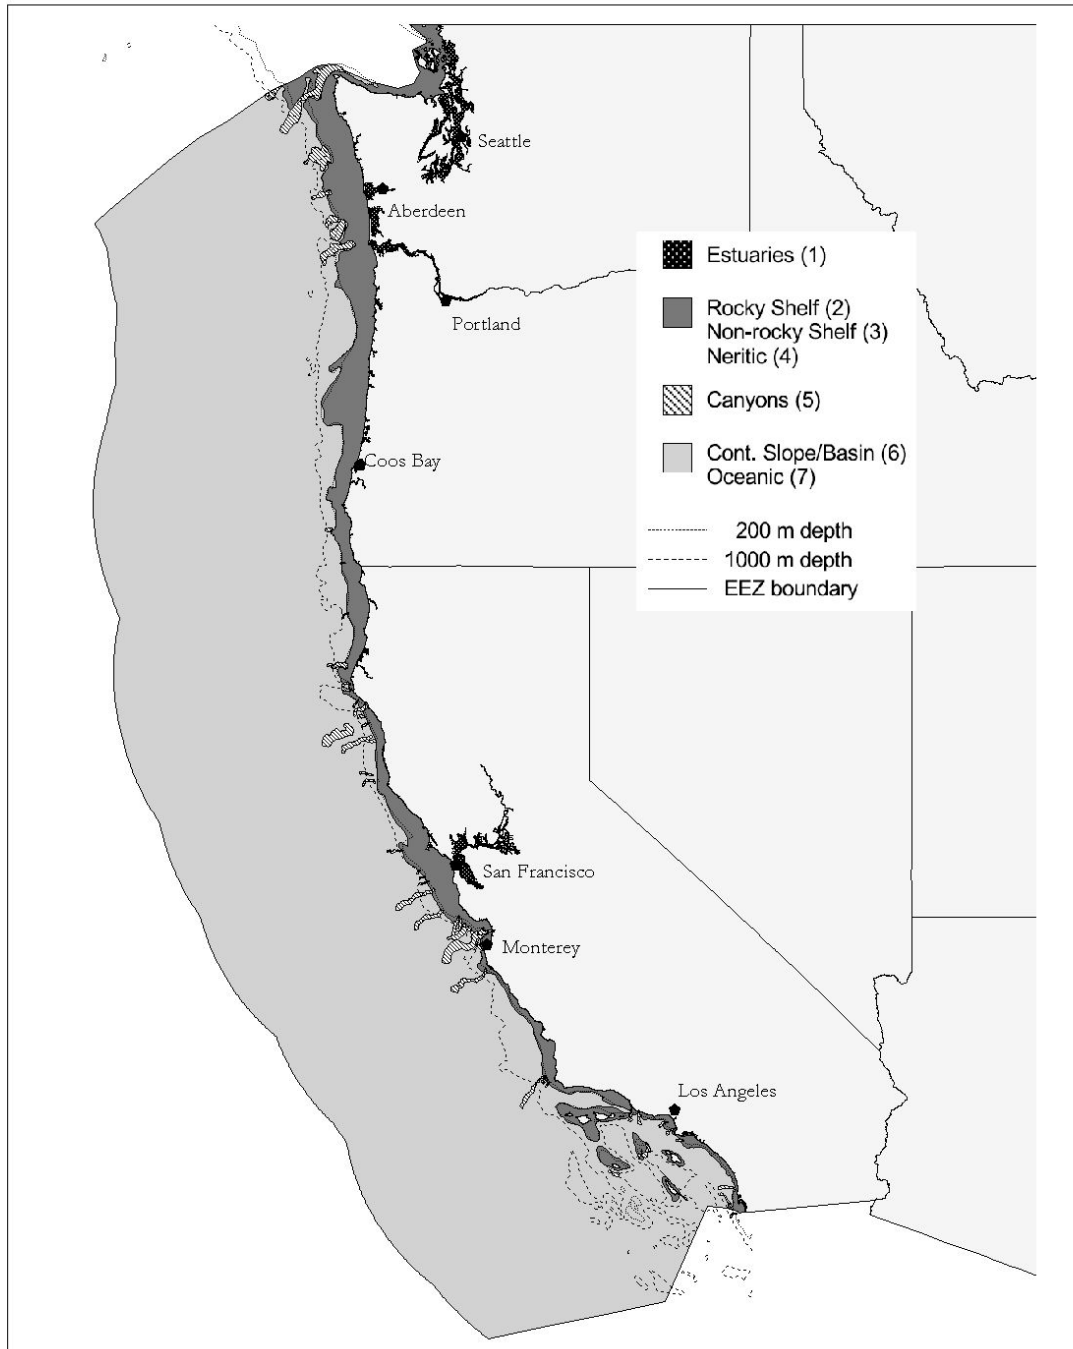 Seattle
Aberdeen
Estuaries (1)
Rocky Shelf (2)
Portland
Non-rocky Shelf (3)
Neritic (4)
Canyons (5)
Coos Bay
Cont. Slope/Basin (6)
Oceanic (7)
200 m depth
1000 m depth
EEZ boundary
San Francisco
Monterey
Los Angeles